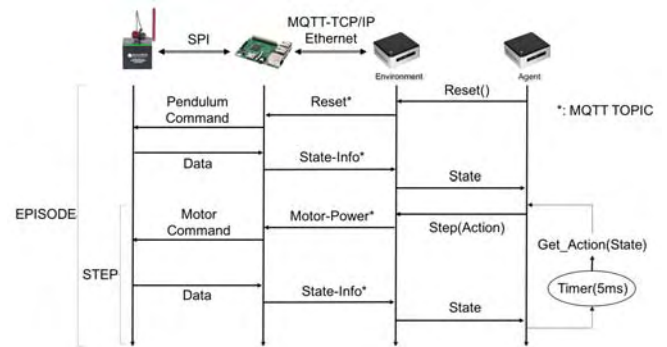 MQTT-TCP/IP
SPI
Ethernet
Environment
Agent
Pendulum
Command
Reset*
Reset()
*: MQTT TOPIC
Data
State-Info*
State
EPISODE
Motor
Command
Motor-Power*
Step(Action)
Get_Action(State)
STEP
Timer(5ms)
Data
State-Info*
State